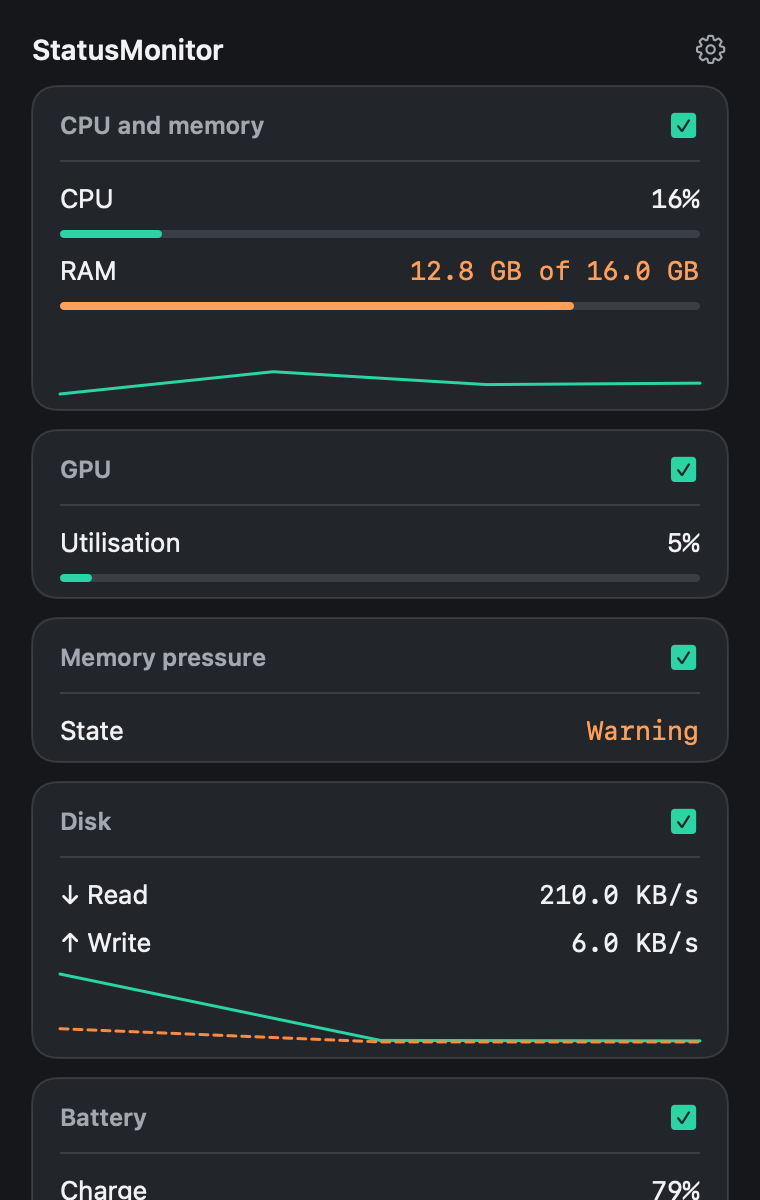 StatusMonitor
CPU and memory
CPU 16%
RAM 12.8 GB of 16.0 GB
GPU
Utilisation 5%
Memory pressure
State Warning
Disk
↓ Read 210.0 KB/s
↑ Write 6.0 KB/s
Battery
Charge 79%